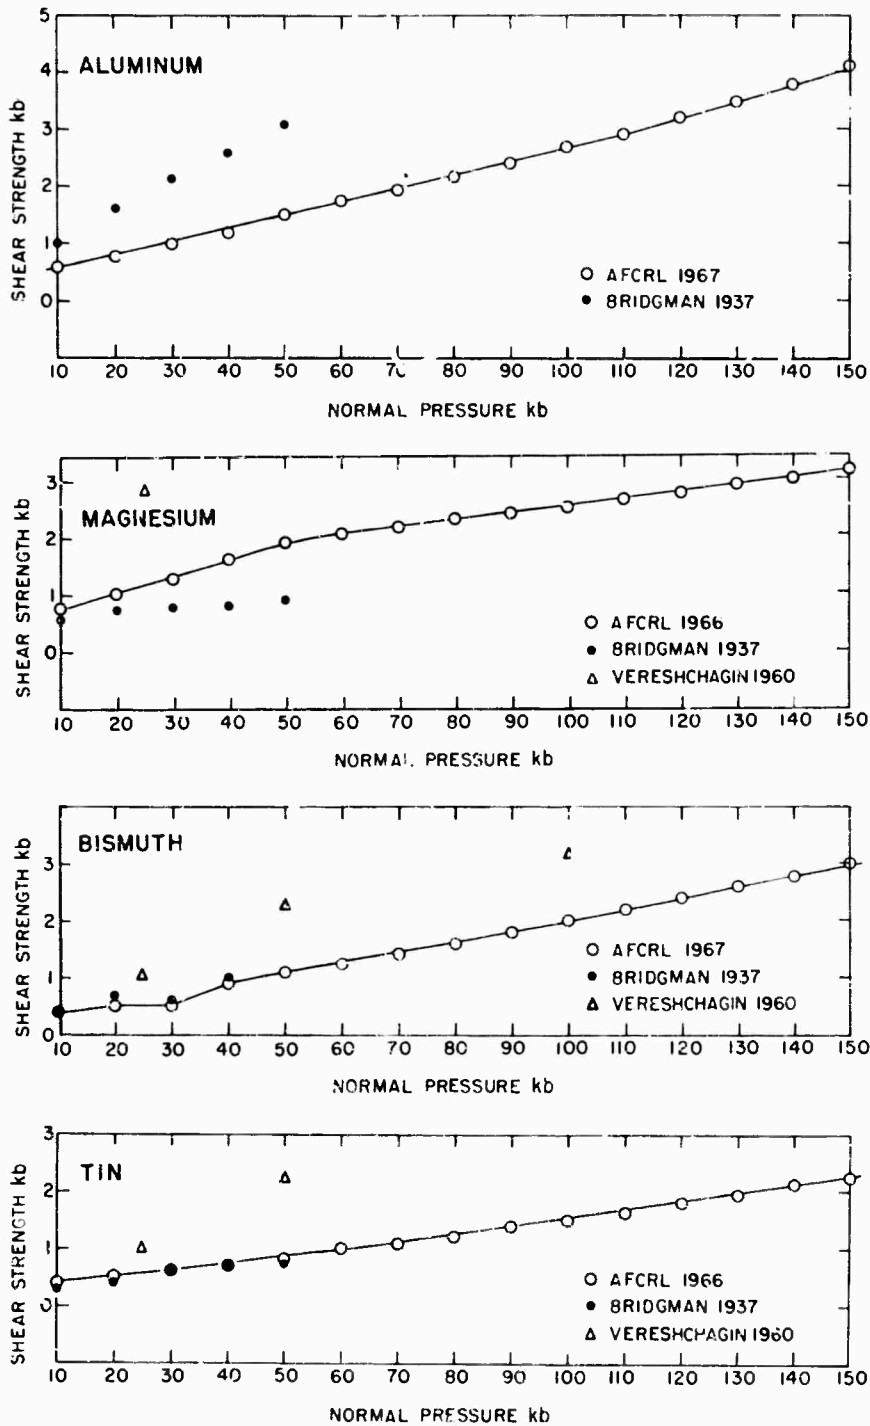 5
ALUMINUM
4
3
2
1
0
SHEAR STRENGTH kb
○ AFCRL 1967
● BRIDGMAN 1937
10 20 30 40 50 60 70 80 90 100 110 120 130 140 150
NORMAL PRESSURE kb
3
MAGNESIUM
2
1
0
SHEAR STRENGTH kb
○ AFCRL 1966
● BRIDGMAN 1937
△ VERESHCHAGIN 1960
10 20 30 40 50 60 70 80 90 100 110 120 130 140 150
NORMAL PRESSURE kb
BISMUTH
3
2
1
0
SHEAR STRENGTH kb
○ AFCRL 1967
● BRIDGMAN 1937
△ VERESHCHAGIN 1960
10 20 30 40 50 60 70 80 90 100 110 120 130 140 150
NORMAL PRESSURE kb
3
TIN
2
1
0
SHEAR STRENGTH kb
○ AFCRL 1966
● BRIDGMAN 1937
△ VERESHCHAGIN 1960
10 20 30 40 50 60 70 80 90 100 110 120 130 140 150
NORMAL PRESSURE kb